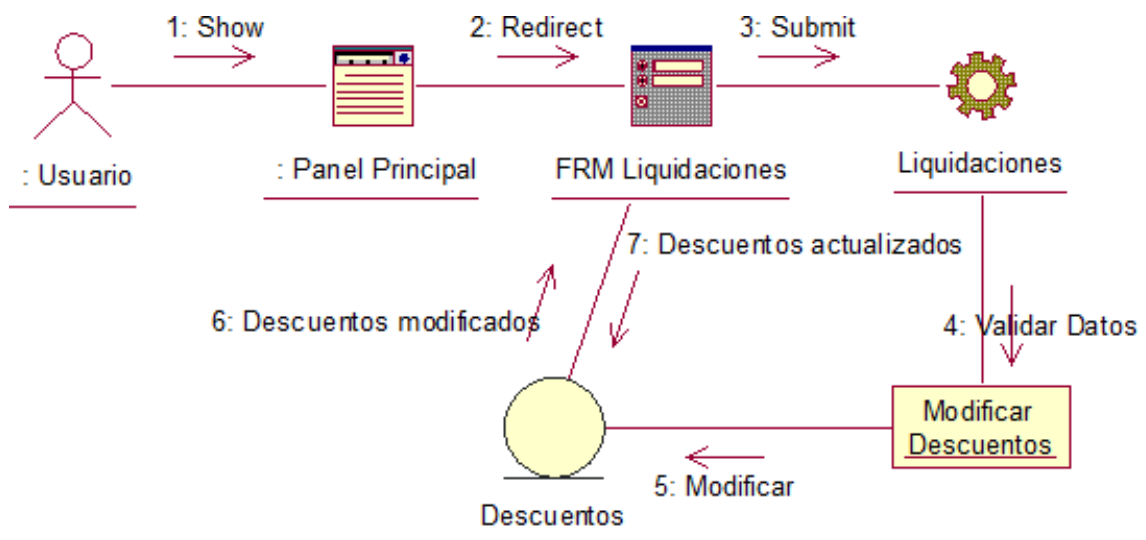 1: Show
2: Redirect
3: Submit
: Usuario
: Panel Principal
FRM Liquidaciones
Liquidaciones
7: Descuentos actualizados
6: Descuentos modificados
4: Validar Datos
Modificar
Descuentos
5: Modificar
Descuentos